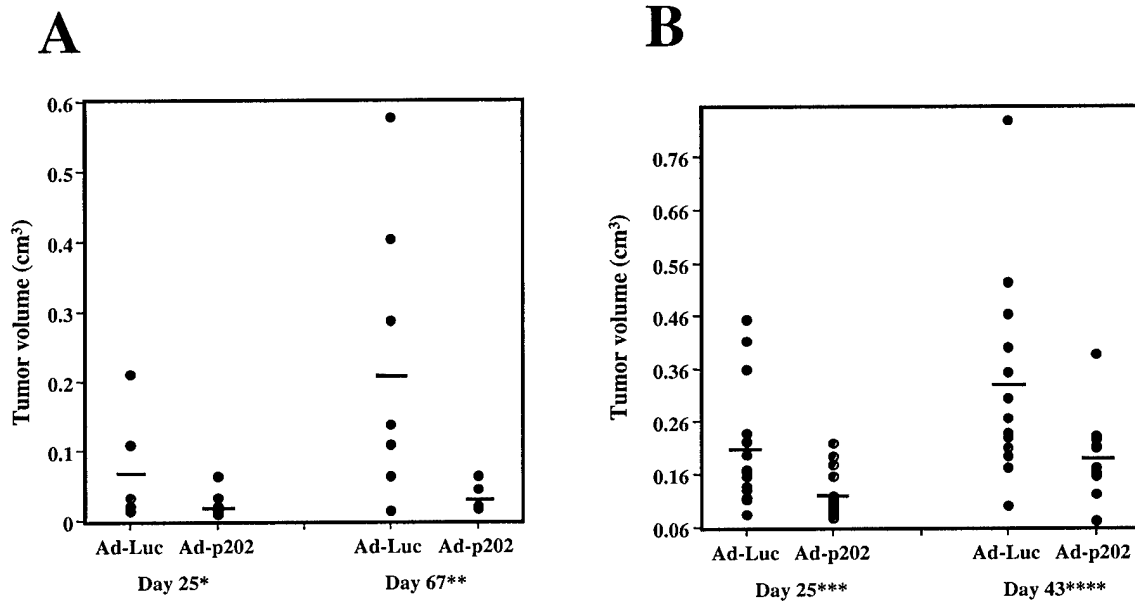 A
B
0.6
0.5
0.4
0.3
0.2
0.1
0
Tumor volume (cm³)
Ad-Luc Ad-p202 Ad-Luc Ad-p202
Day 25* Day 67**
0.76
0.66
0.56
0.46
0.36
0.26
0.16
0.06
Tumor volume (cm³)
Ad-Luc Ad-p202 Ad-Luc Ad-p202
Day 25*** Day 43****